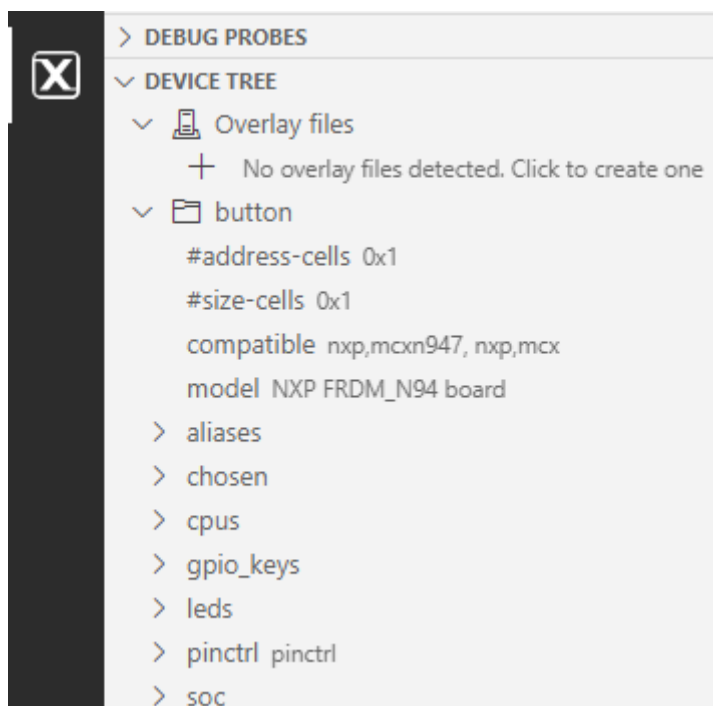 DEBUG PROBES
X
DEVICE TREE
Overlay files
No overlay files detected. Click to create one
button
#address-cells 0x1
#size-cells 0x1
compatible nxp,mcxn947, nxp,mcx
model NXP FRDM_N94 board
aliases
chosen
cpus
gpio_keys
leds
pinctrl pinctrl
soc